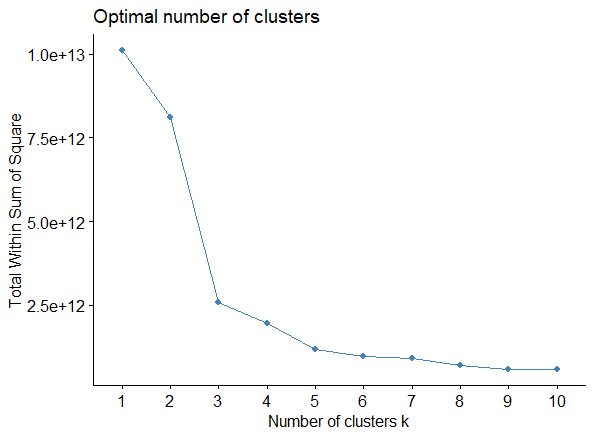 Optimal number of clusters
Total Within Sum of Square
1.0e+13
7.5e+12
5.0e+12
2.5e+12
1 2 3 4 5 6 7 8 9 10
Number of clusters k